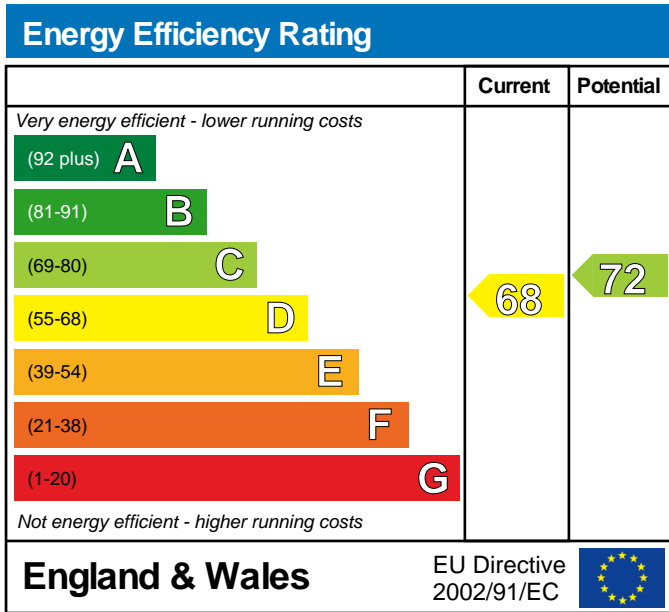 Energy Efficiency Rating
Current Potential
Very energy efficient - lower running costs
(92 plus) A
(81-91) B
(69-80) C
(55-68) D
(39-54) E
(21-38) F
(1-20) G
68
72
Not energy efficient - higher running costs
England & Wales
EU Directive
2002/91/EC